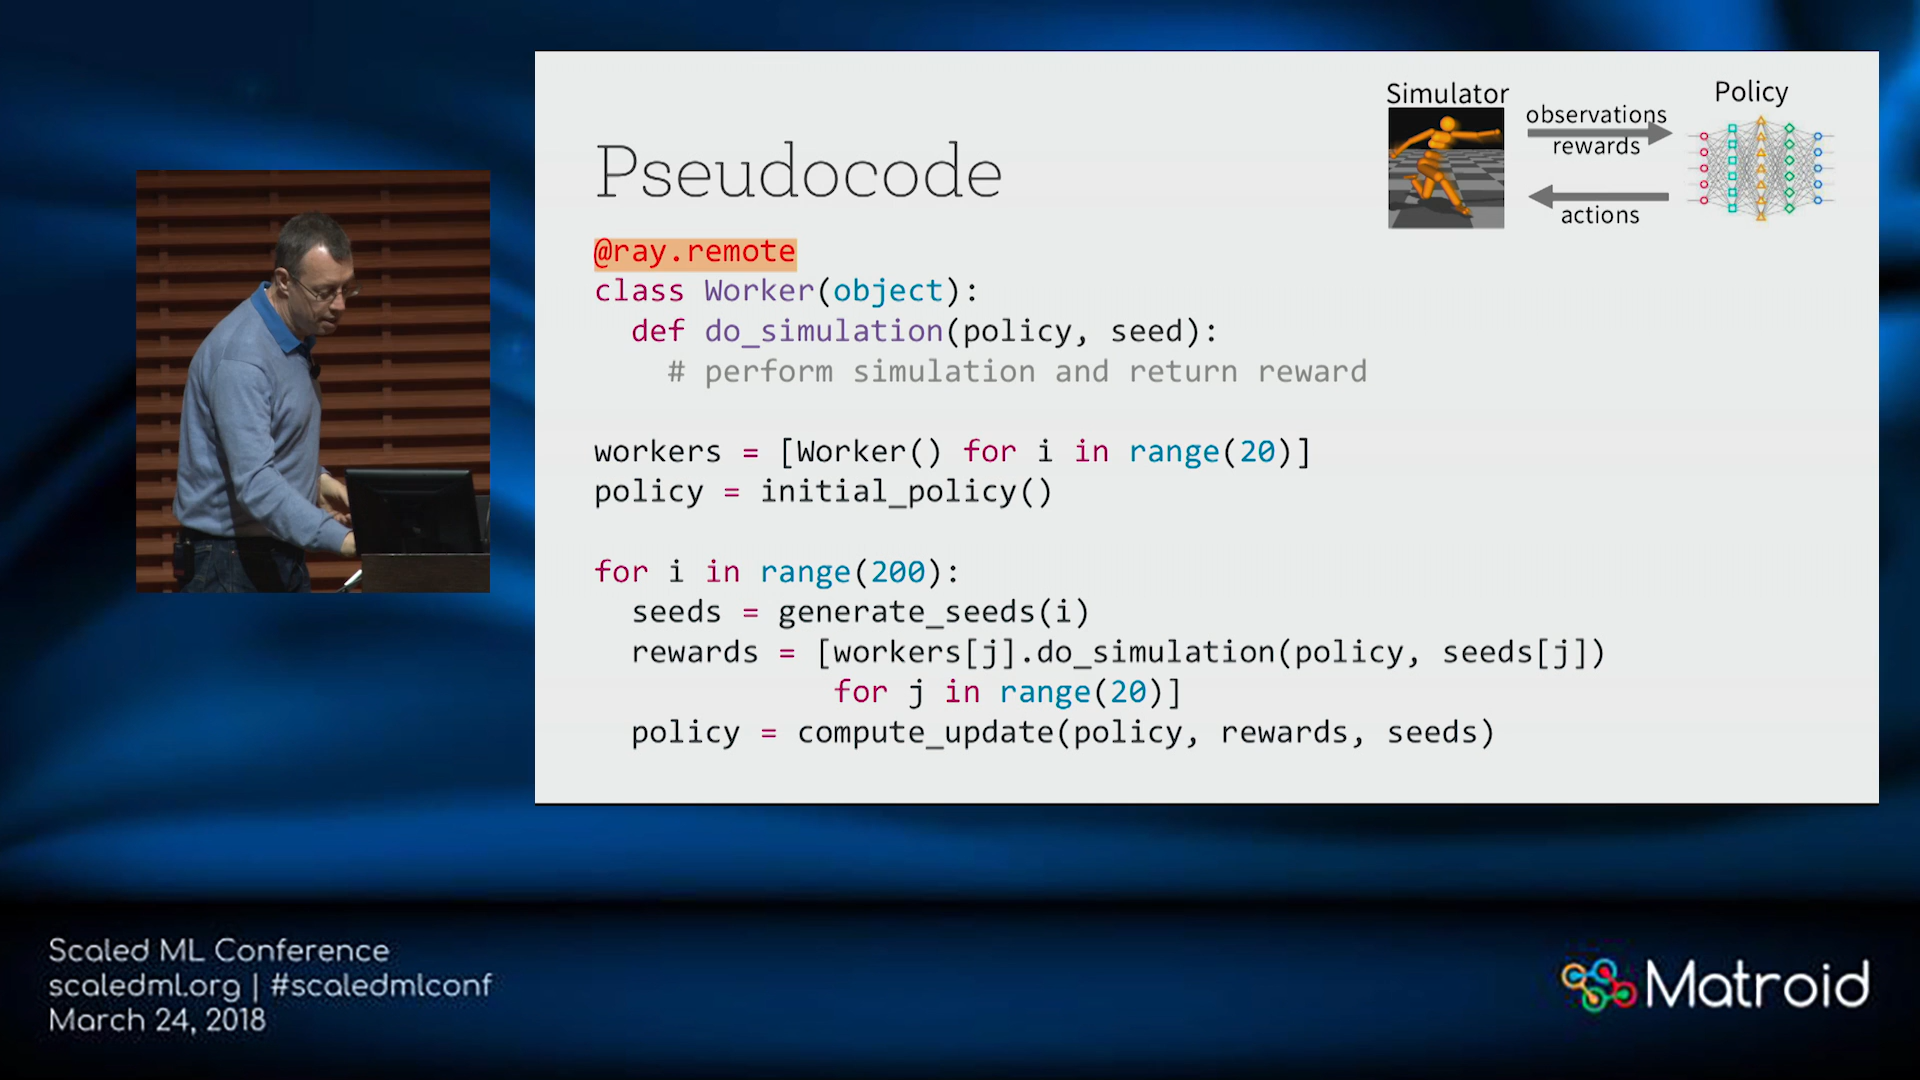 Pseudocode
Simulator
observations
rewards
actions
Policy
@ray.remote
class Worker(object):
  def do_simulation(policy, seed):
    # perform simulation and return reward
workers = [Worker() for i in range(20)]
policy = initial_policy()
for i in range(200):
  seeds = generate_seeds(i)
  rewards = [workers[j].do_simulation(policy, seeds[j])
             for j in range(20)]
  policy = compute_update(policy, rewards, seeds)
Scaled ML Conference
scaledml.org | #scaledmlconf
March 24, 2018
Matroid